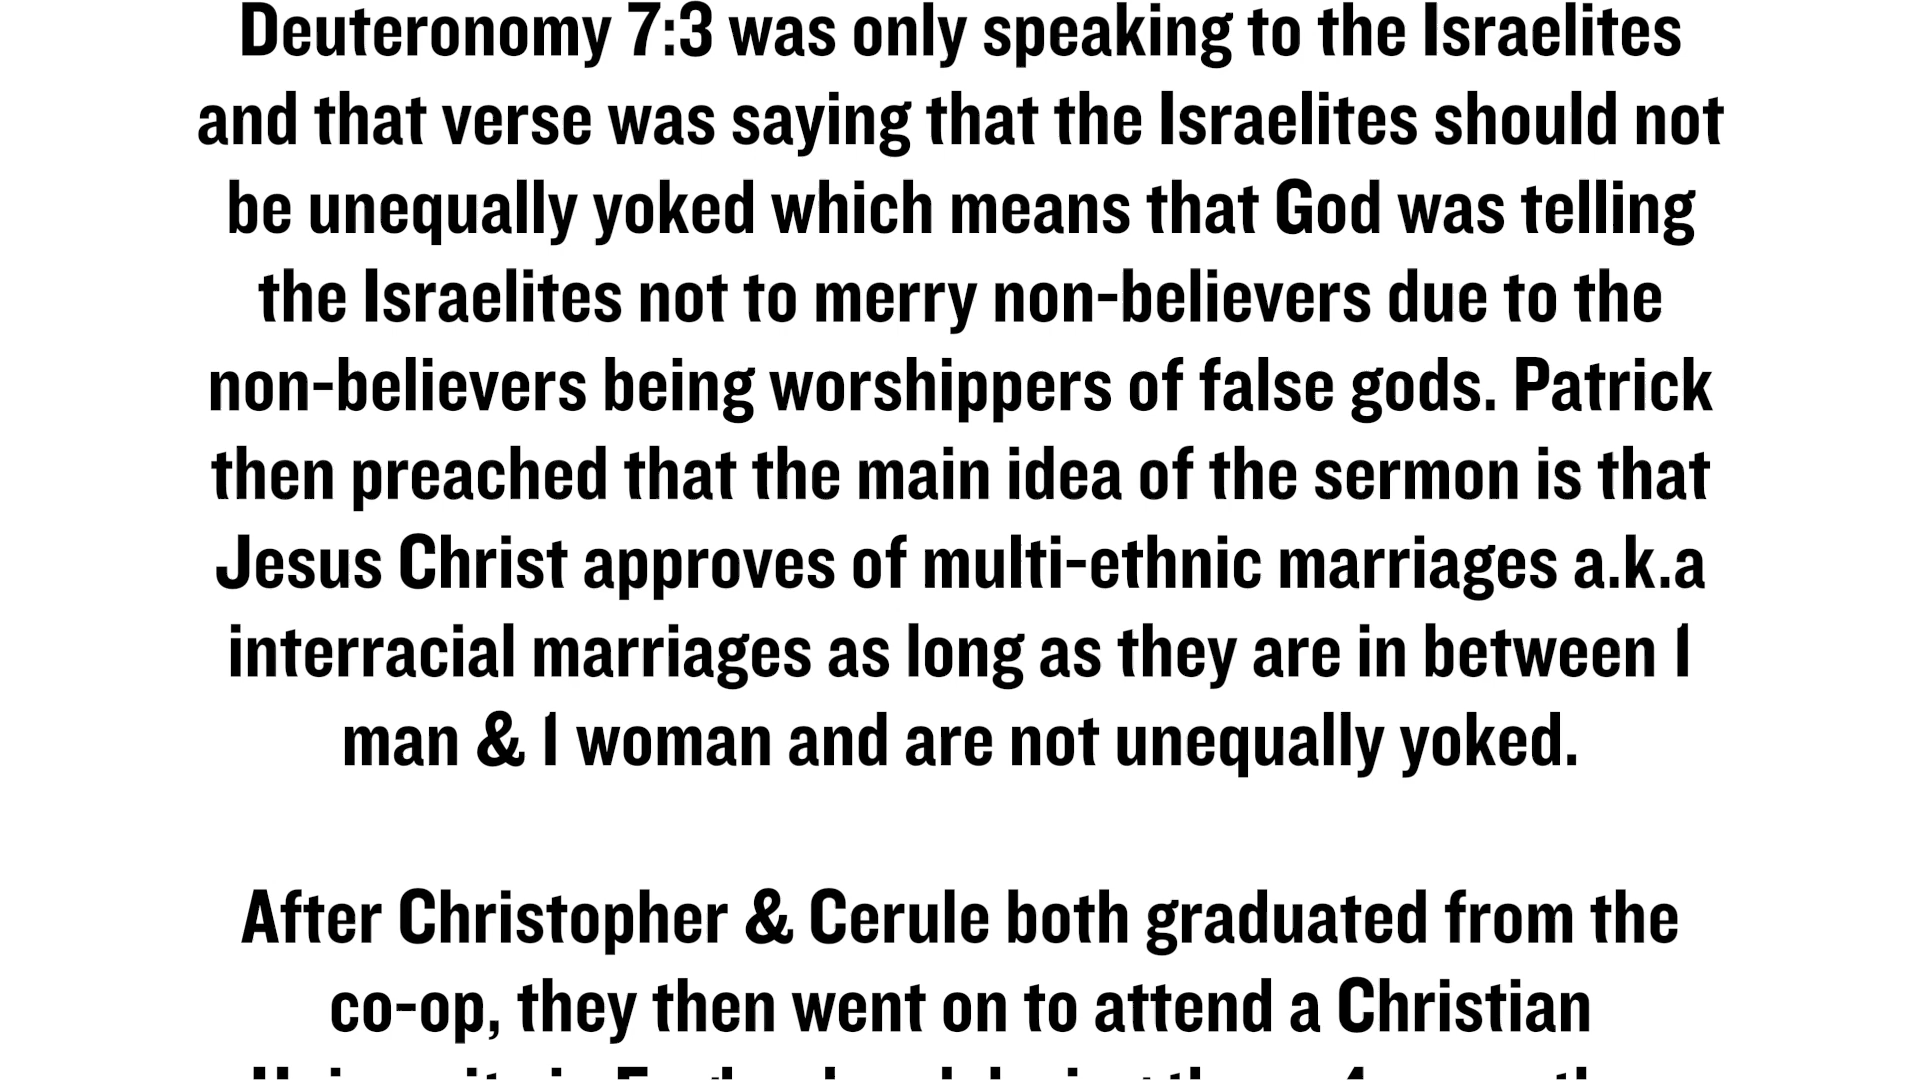 Deuteronomy 7:3 was only speaking to the Israelites
and that verse was saying that the Israelites should not
be unequally yoked which means that God was telling
the Israelites not to merry non-believers due to the
non-believers being worshippers of false gods. Patrick
then preached that the main idea of the sermon is that
Jesus Christ approves of multi-ethnic marriages a.k.a
interracial marriages as long as they are in between 1
man & 1 woman and are not unequally yoked.
After Christopher & Cerule both graduated from the
co-op, they then went on to attend a Christian